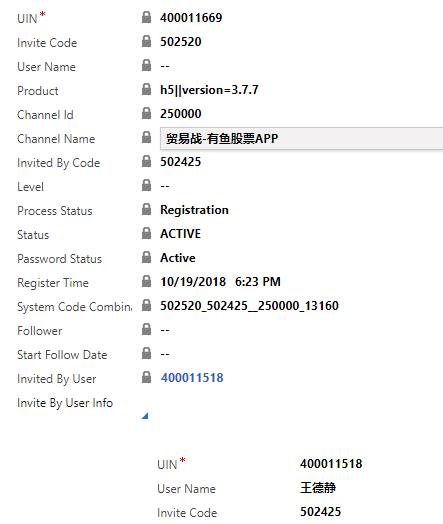 UIN* 400011669
Invite Code 502520
User Name --
Product h5||version=3.7.7
Channel Id 250000
Channel Name 贸易战-有鱼股票APP
Invited By Code 502425
Level --
Process Status Registration
Status ACTIVE
Password Status Active
Register Time 10/19/2018 6:23 PM
System Code Combina 502520_502425__250000_13160
Follower --
Start Follow Date --
Invited By User 400011518
Invite By User Info
UIN* 400011518
User Name 王德静
Invite Code 502425